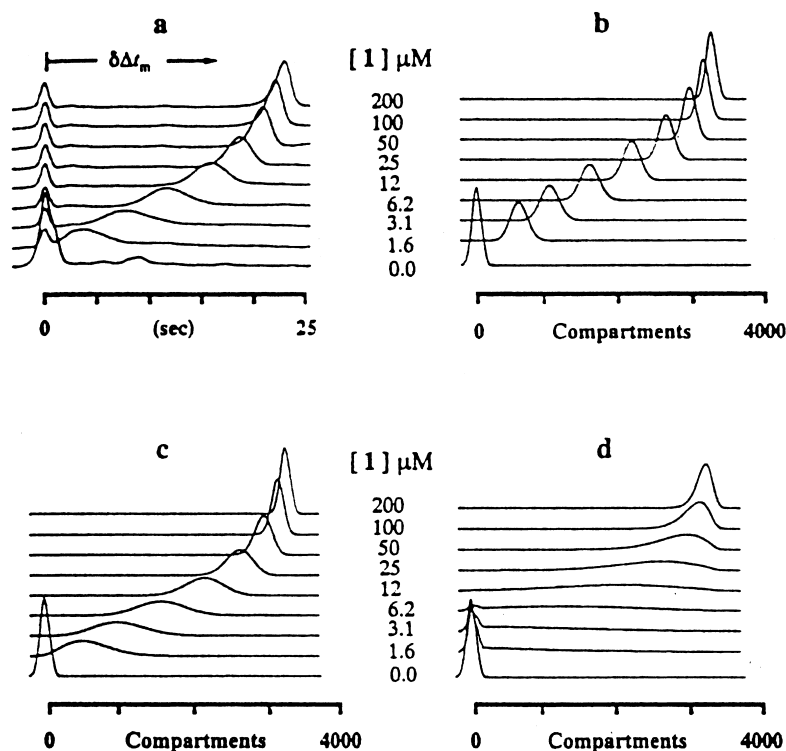 a
δΔtm
[ 1 ] μM
b
200
100
50
25
12
6.2
3.1
1.6
0.0
0 (sec) 25
0 Compartments 4000
c
[ 1 ] μM
d
200
100
50
25
12
6.2
3.1
1.6
0.0
0 Compartments 4000
0 Compartments 4000